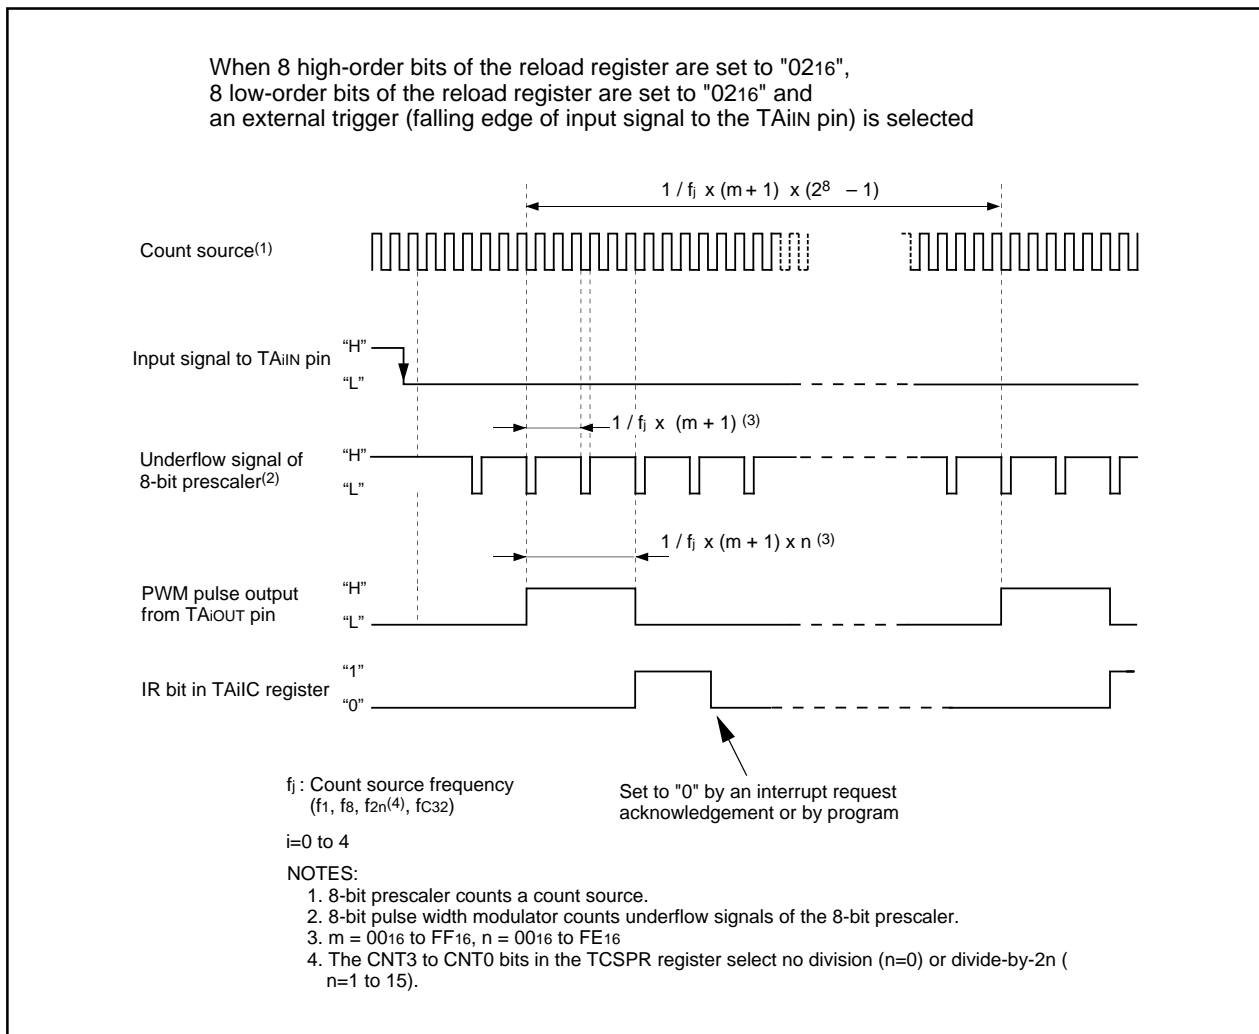 When 8 high-order bits of the reload register are set to "0216",
8 low-order bits of the reload register are set to "0216" and
an external trigger (falling edge of input signal to the TAiIN pin) is selected
1 / fj x (m + 1) x (2⁸ – 1)
Count source(1)
“H”
Input signal to TAiIN pin
“L”
1 / fj x (m + 1) (3)
Underflow signal of
8-bit prescaler(2)
“H”
“L”
1 / fj x (m + 1) x n (3)
PWM pulse output
from TAiOUT pin
“H”
“L”
IR bit in TAiIC register
“1”
“0”
fj : Count source frequency
(f1, f8, f2n(4), fC32)
Set to "0" by an interrupt request
acknowledgement or by program
i=0 to 4
NOTES:
1. 8-bit prescaler counts a count source.
2. 8-bit pulse width modulator counts underflow signals of the 8-bit prescaler.
3. m = 0016 to FF16, n = 0016 to FE16
4. The CNT3 to CNT0 bits in the TCSPR register select no division (n=0) or divide-by-2n (
n=1 to 15).